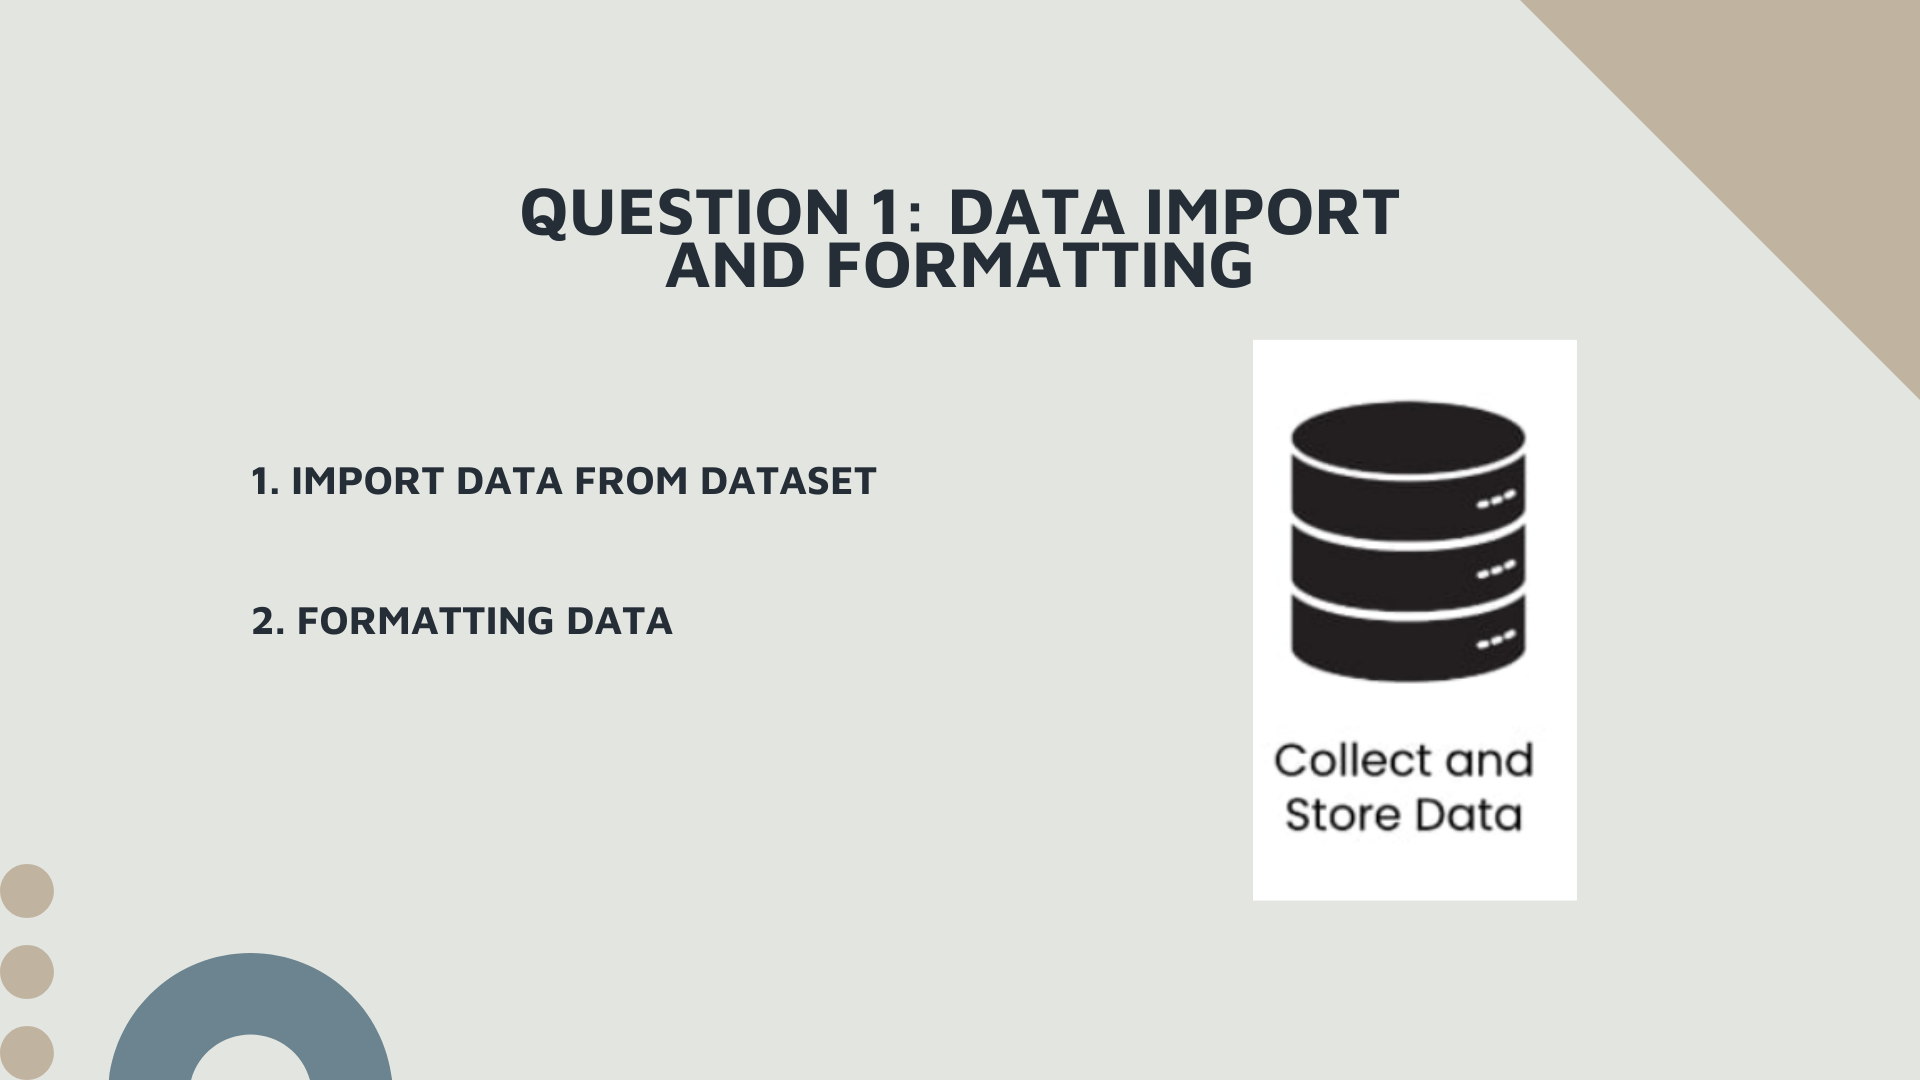 QUESTION 1: DATA IMPORT
AND FORMATTING
1. IMPORT DATA FROM DATASET
2. FORMATTING DATA
Collect and
Store Data